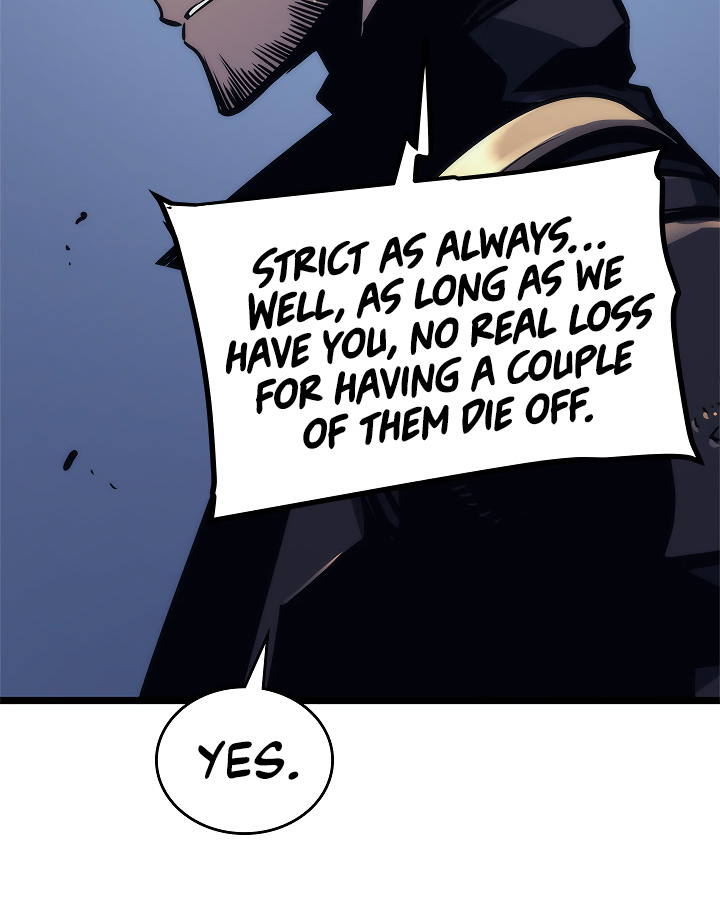 STRICT AS ALWAYS...
WELL, AS LONG AS WE
HAVE YOU, NO REAL LOSS
FOR HAVING A COUPLE
OF THEM DIE OFF.
YES.